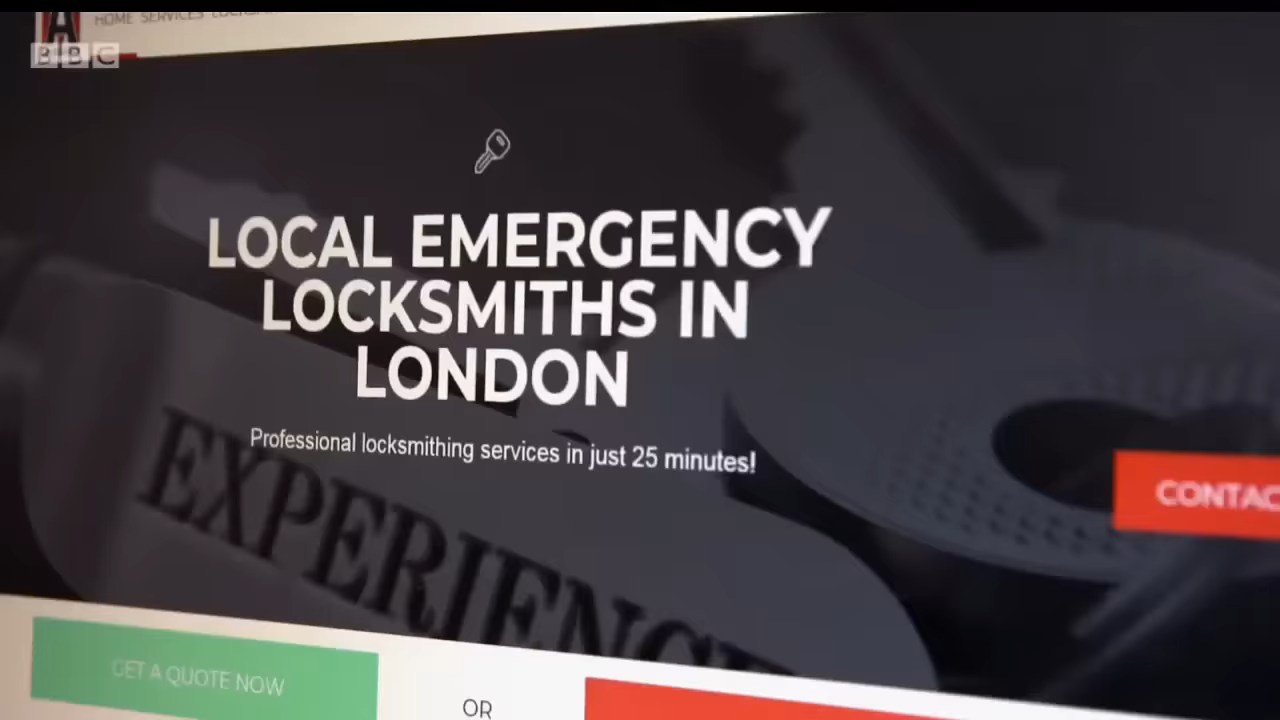 HOME SERVICES
BBC
LOCAL EMERGENCY
LOCKSMITHS IN
LONDON
Professional locksmithing services in just 25 minutes!
EXPERIENC
CONTAC
GET A QUOTE NOW
OR